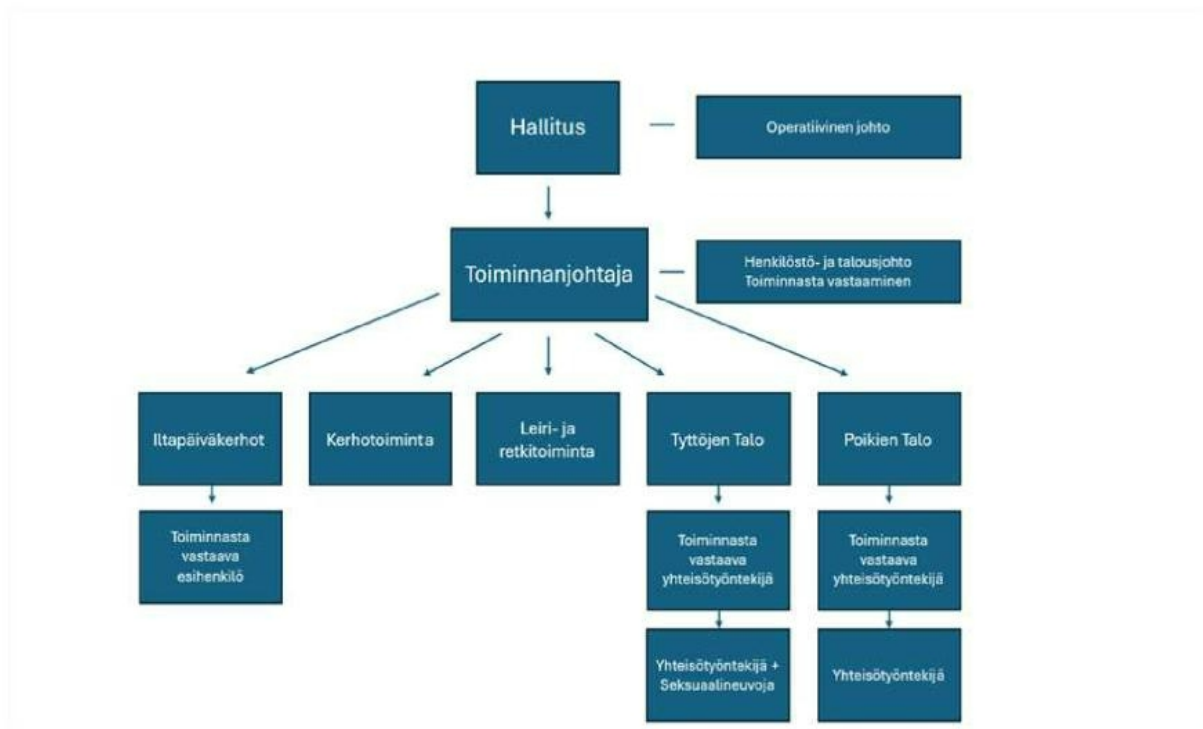 Hallitus
Operatiivinen johto
Toiminnanjohtaja
Henkilöstö- ja talousjohto
Toiminnasta vastaaminen
Iltapäiväkerhot
Kerhotoiminta
Leiri- ja
retkitoiminta
Tyttöjen Talo
Poikien Talo
Toiminnasta
vastaava
esihenkilö
Toiminnasta
vastaava
yhteisötyöntekijä
Toiminnasta
vastaava
yhteisötyöntekijä
Yhteisötyöntekijä +
Seksuaalineuvoja
Yhteisötyöntekijä